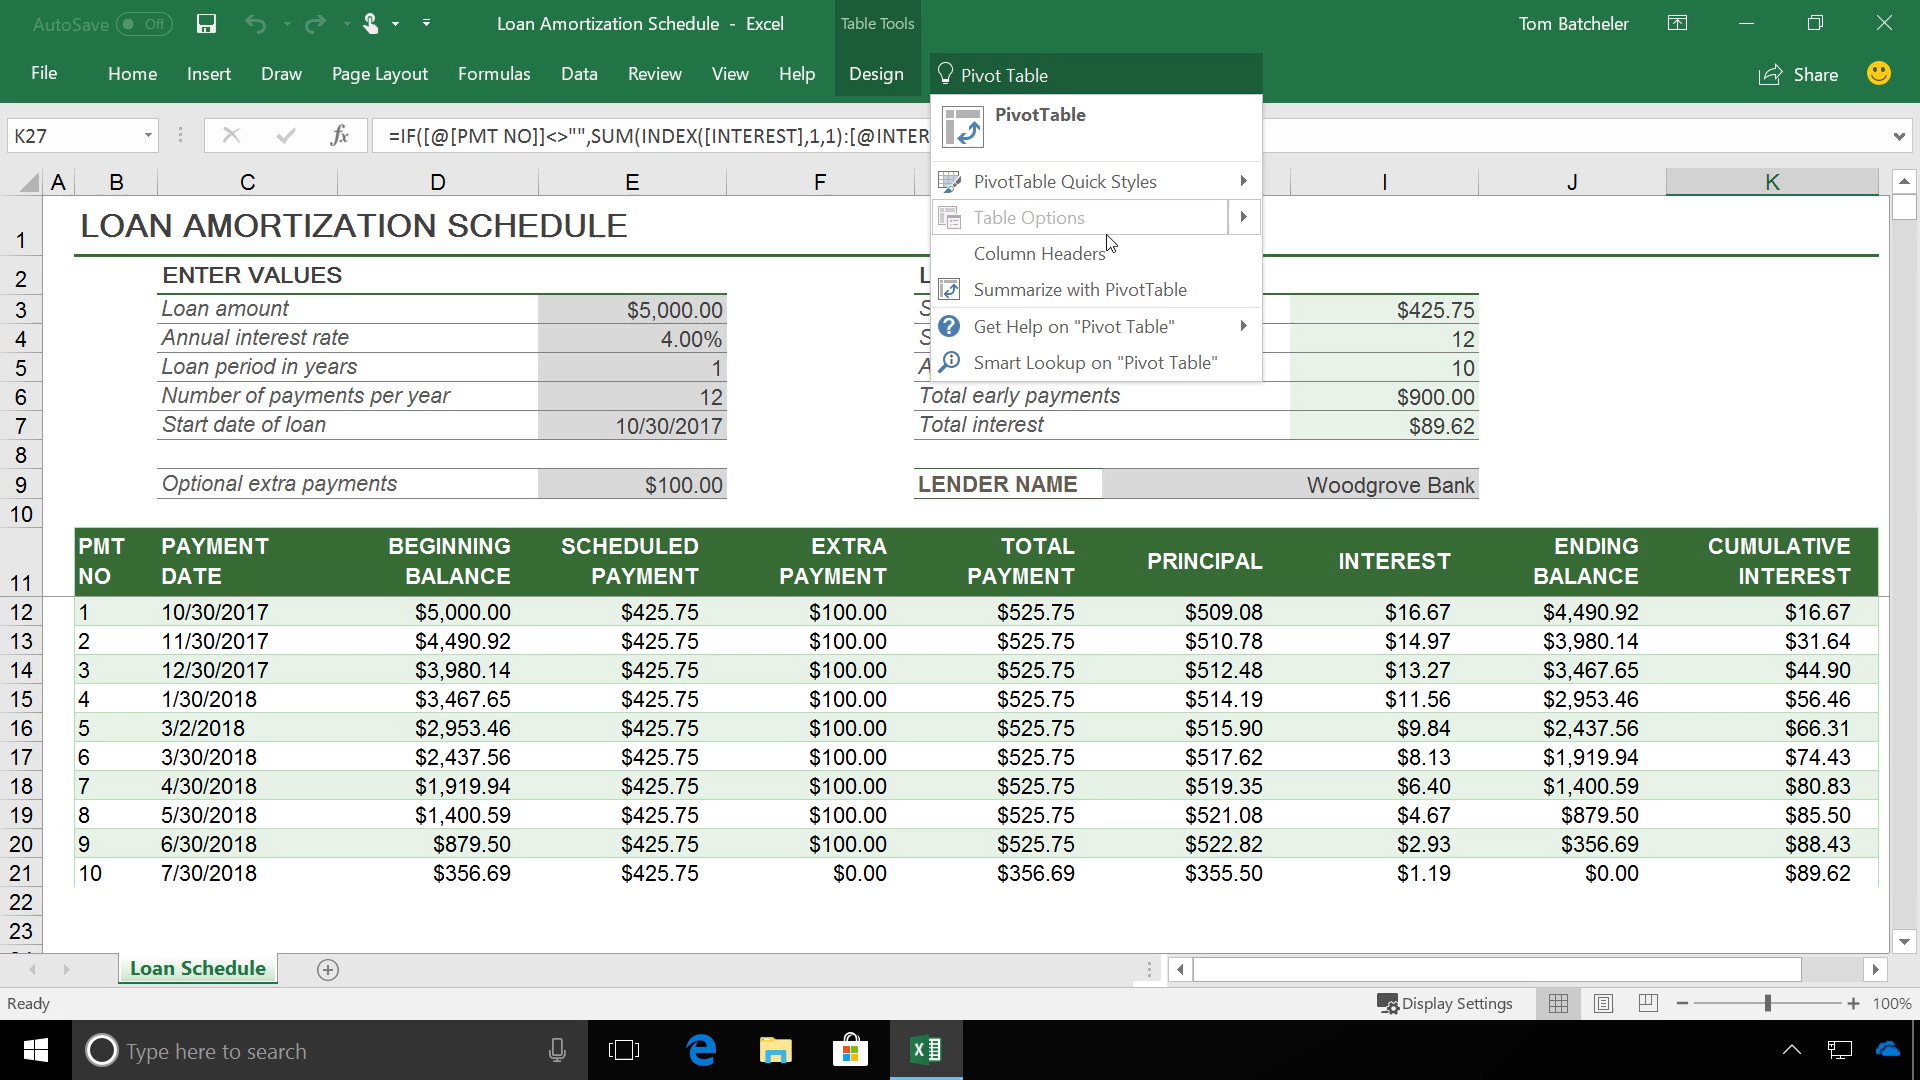 AutoSave Off Loan Amortization Schedule - Excel Table Tools Tom Batcheler
File Home Insert Draw Page Layout Formulas Data Review View Help Design Pivot Table Share
PivotTable
K27 fx =IF([@[PMT NO]]<>"",SUM(INDEX([INTEREST],1,1):[@INTER
PivotTable Quick Styles
Table Options
Column Headers
Summarize with PivotTable
Get Help on "Pivot Table"
Smart Lookup on "Pivot Table"
A B C D E F I J K
1 LOAN AMORTIZATION SCHEDULE
2 ENTER VALUES L
3 Loan amount $5,000.00 S $425.75
4 Annual interest rate 4.00% S 12
5 Loan period in years 1 A 10
6 Number of payments per year 12 Total early payments $900.00
7 Start date of loan 10/30/2017 Total interest $89.62
8
9 Optional extra payments $100.00 LENDER NAME Woodgrove Bank
10
11 PMT NO PAYMENT DATE BEGINNING BALANCE SCHEDULED PAYMENT EXTRA PAYMENT TOTAL PAYMENT PRINCIPAL INTEREST ENDING BALANCE CUMULATIVE INTEREST
12 1 10/30/2017 $5,000.00 $425.75 $100.00 $525.75 $509.08 $16.67 $4,490.92 $16.67
13 2 11/30/2017 $4,490.92 $425.75 $100.00 $525.75 $510.78 $14.97 $3,980.14 $31.64
14 3 12/30/2017 $3,980.14 $425.75 $100.00 $525.75 $512.48 $13.27 $3,467.65 $44.90
15 4 1/30/2018 $3,467.65 $425.75 $100.00 $525.75 $514.19 $11.56 $2,953.46 $56.46
16 5 3/2/2018 $2,953.46 $425.75 $100.00 $525.75 $515.90 $9.84 $2,437.56 $66.31
17 6 3/30/2018 $2,437.56 $425.75 $100.00 $525.75 $517.62 $8.13 $1,919.94 $74.43
18 7 4/30/2018 $1,919.94 $425.75 $100.00 $525.75 $519.35 $6.40 $1,400.59 $80.83
19 8 5/30/2018 $1,400.59 $425.75 $100.00 $525.75 $521.08 $4.67 $879.50 $85.50
20 9 6/30/2018 $879.50 $425.75 $100.00 $525.75 $522.82 $2.93 $356.69 $88.43
21 10 7/30/2018 $356.69 $425.75 $0.00 $356.69 $355.50 $1.19 $0.00 $89.62
22
23
Loan Schedule
Ready Display Settings 100%
Type here to search